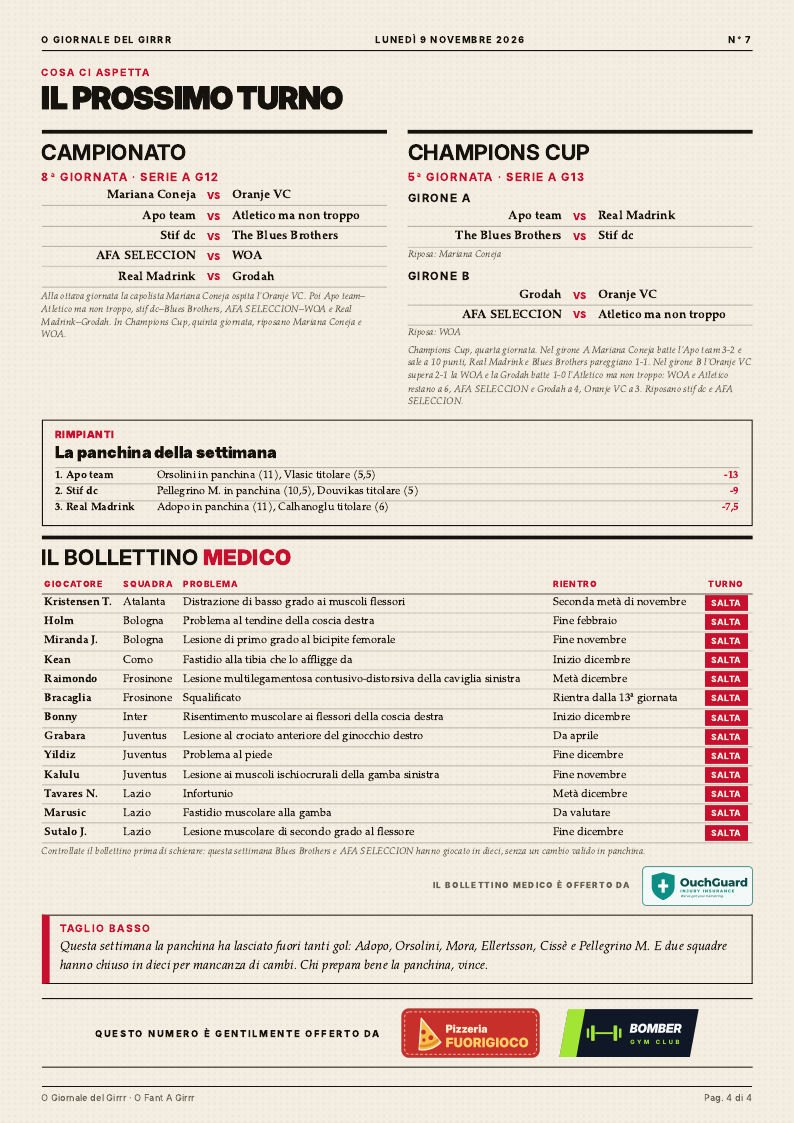 O GIORNALE DEL GIRRR LUNEDÌ 9 NOVEMBRE 2026 N° 7
COSA CI ASPETTA
IL PROSSIMO TURNO
CAMPIONATO
8ª GIORNATA · SERIE A G12
Mariana Coneja VS Oranje VC
Apo team VS Atletico ma non troppo
Stif dc VS The Blues Brothers
AFA SELECCION VS WOA
Real Madrink VS Grodah
Alla ottava giornata la capolista Mariana Coneja ospita l'Oranje VC. Poi Apo team–
Atletico ma non troppo, stif dc–Blues Brothers, AFA SELECCION–WOA e Real
Madrink–Grodah. In Champions Cup, quinta giornata, riposano Mariana Coneja e
WOA.
CHAMPIONS CUP
5ª GIORNATA · SERIE A G13
GIRONE A
Apo team VS Real Madrink
The Blues Brothers VS Stif dc
Riposa: Mariana Coneja
GIRONE B
Grodah VS Oranje VC
AFA SELECCION VS Atletico ma non troppo
Riposa: WOA
Champions Cup, quarta giornata. Nel girone A Mariana Coneja batte l'Apo team 3-2 e
sale a 10 punti, Real Madrink e Blues Brothers pareggiano 1-1. Nel girone B l'Oranje VC
supera 2-1 la WOA e la Grodah batte 1-0 l'Atletico ma non troppo: WOA e Atletico
restano a 6, AFA SELECCION e Grodah a 4, Oranje VC a 3. Riposano stif dc e AFA
SELECCION.
RIMPIANTI
La panchina della settimana
1. Apo team Orsolini in panchina (11), Vlasic titolare (5,5) -13
2. Stif dc Pellegrino M. in panchina (10,5), Douvikas titolare (5) -9
3. Real Madrink Adopo in panchina (11), Calhanoglu titolare (6) -7,5
IL BOLLETTINO MEDICO
GIOCATORE SQUADRA PROBLEMA RIENTRO TURNO
Kristensen T. Atalanta Distrazione di basso grado ai muscoli flessori Seconda metà di novembre SALTA
Holm Bologna Problema al tendine della coscia destra Fine febbraio SALTA
Miranda J. Bologna Lesione di primo grado al bicipite femorale Fine novembre SALTA
Kean Como Fastidio alla tibia che lo affligge da Inizio dicembre SALTA
Raimondo Frosinone Lesione multilegamentosa contusivo-distorsiva della caviglia sinistra Metà dicembre SALTA
Bracaglia Frosinone Squalificato Rientra dalla 13ª giornata SALTA
Bonny Inter Risentimento muscolare ai flessori della coscia destra Inizio dicembre SALTA
Grabara Juventus Lesione al crociato anteriore del ginocchio destro Da aprile SALTA
Yildiz Juventus Problema al piede Fine dicembre SALTA
Kalulu Juventus Lesione ai muscoli ischiocrurali della gamba sinistra Fine novembre SALTA
Tavares N. Lazio Infortunio Metà dicembre SALTA
Marusic Lazio Fastidio muscolare alla gamba Da valutare SALTA
Sutalo J. Lazio Lesione muscolare di secondo grado al flessore Fine dicembre SALTA
Controllate il bollettino prima di schierare: questa settimana Blues Brothers e AFA SELECCION hanno giocato in dieci, senza un cambio valido in panchina.
IL BOLLETTINO MEDICO È OFFERTO DA
OuchGuard
INJURY INSURANCE
TAGLIO BASSO
Questa settimana la panchina ha lasciato fuori tanti gol: Adopo, Orsolini, Mora, Ellertsson, Cissè e Pellegrino M. E due squadre
hanno chiuso in dieci per mancanza di cambi. Chi prepara bene la panchina, vince.
QUESTO NUMERO È GENTILMENTE OFFERTO DA
Pizzeria
FUORIGIOCO
BOMBER
GYM CLUB
O Giornale del Girrr · O Fant A Girrr Pag. 4 di 4